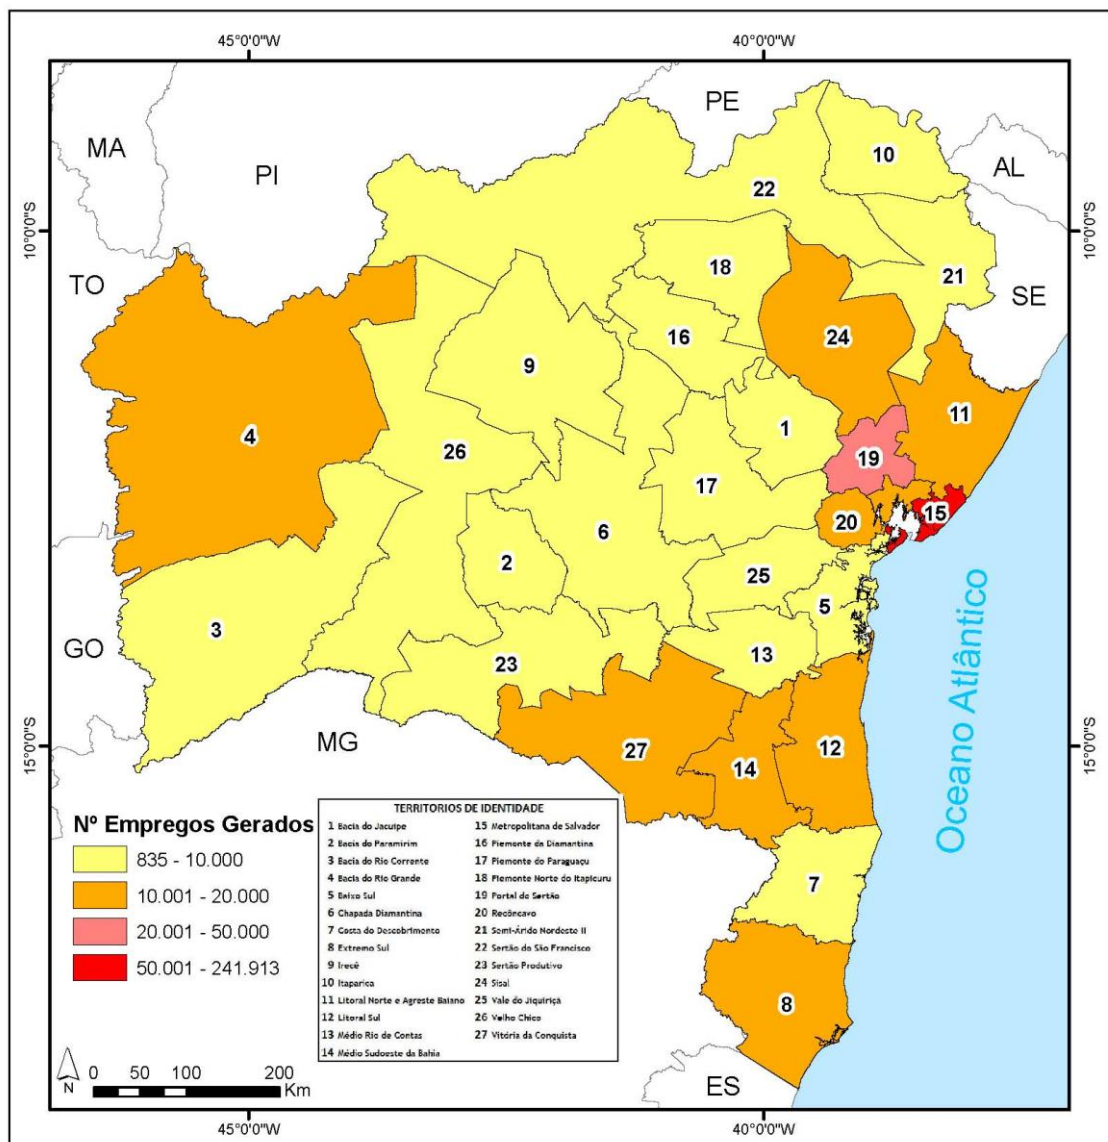 45°0'0"W 40°0'0"W
MA
PI
PE
AL
SE
TO
GO
MG
ES
10°0'0"S
10°0'0"S
15°0'0"S
15°0'0"S
10
22
21
18
24
16
9
11
4
1
26
19
17
15
20
6
2
25
5
3
13
23
27
14
12
7
8
Oceano Atlântico
Nº Empregos Gerados
835 - 10.000
10.001 - 20.000
20.001 - 50.000
50.001 - 241.913
TERRITORIOS DE IDENTIDADE
1 Bacia do Jacuipe
2 Bacia do Paramirim
3 Bacia do Rio Corrente
4 Bacia do Rio Grande
5 Baixo Sul
6 Chapada Diamantina
7 Costa do Descobrimento
8 Extremo Sul
9 Irecê
10 Itaparica
11 Litoral Norte e Agreste Baiano
12 Litoral Sul
13 Médio Rio de Contas
14 Médio Sudoeste da Bahia
15 Metropolitana de Salvador
16 Piemonte da Diamantina
17 Piemonte do Paraguaçu
18 Piemonte Norte do Itapicuru
19 Portal do Sertão
20 Recôncavo
21 Semi-Árido Nordeste II
22 Sertão do São Francisco
23 Sertão Produtivo
24 Sisal
25 Vale do Jiquiriçá
26 Velho Chico
27 Vitória da Conquista
N
0 50 100 200
Km
45°0'0"W 40°0'0"W